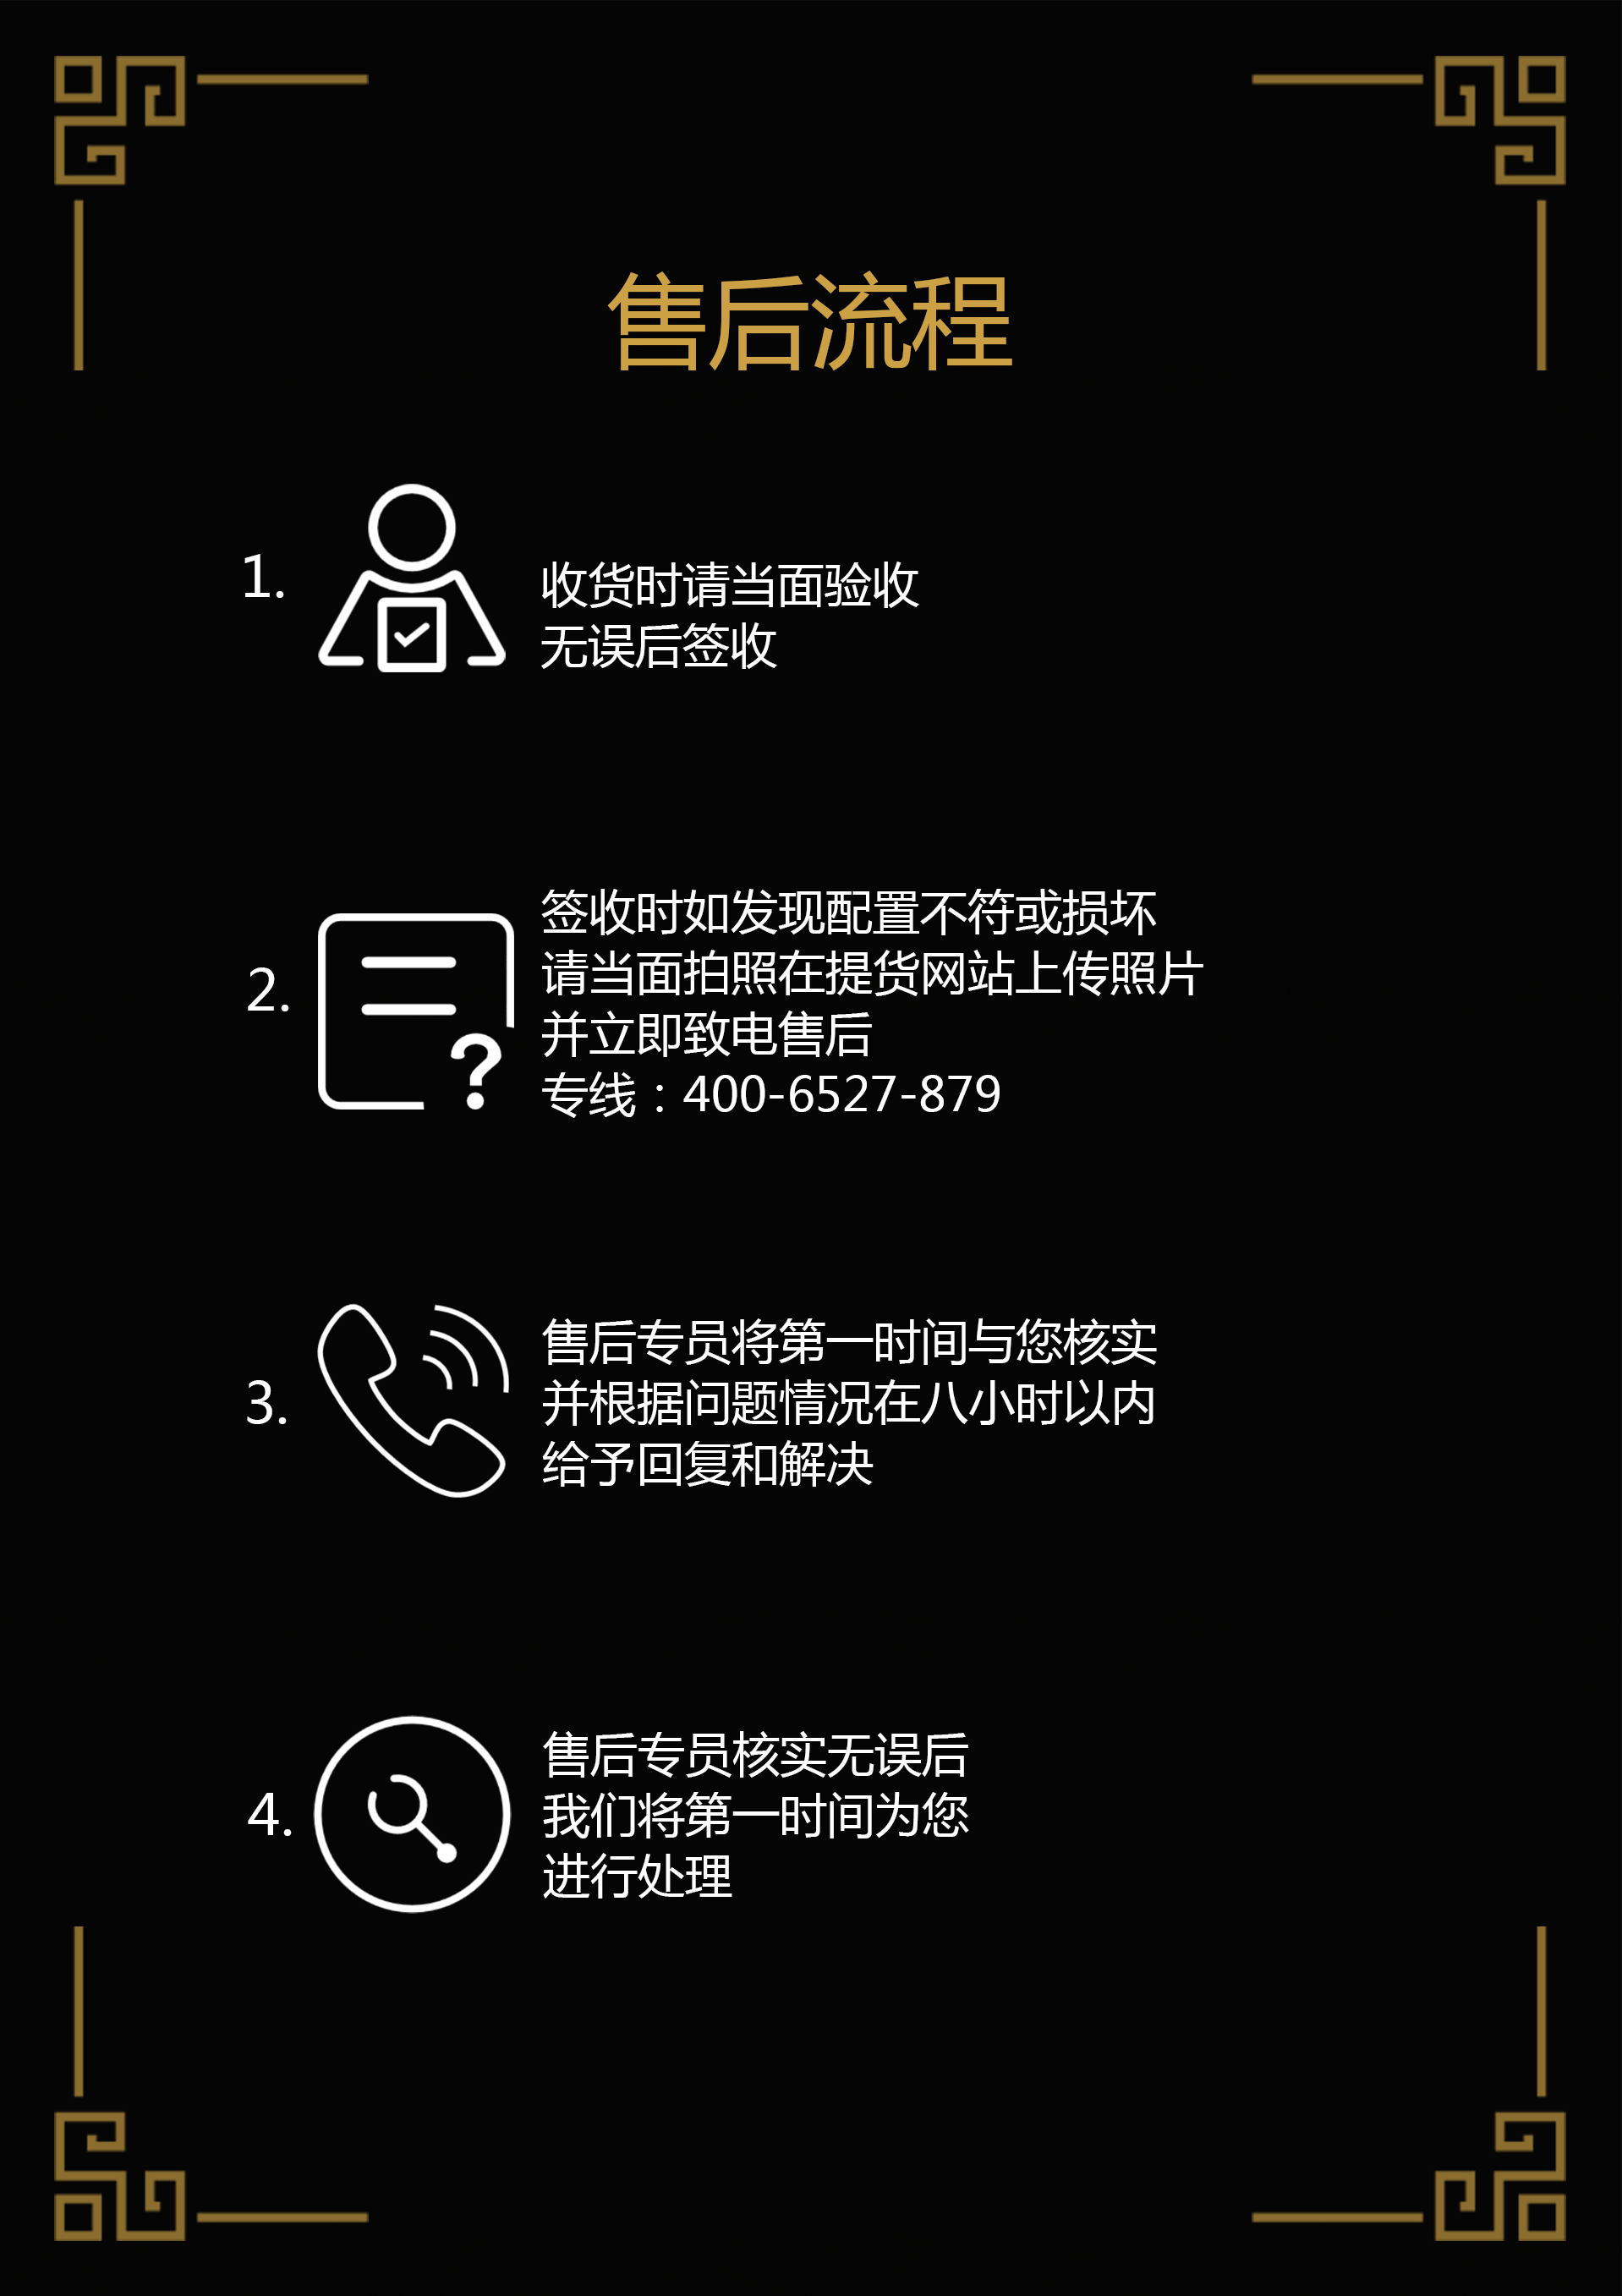 售后流程
1.
收货时请当面验收
无误后签收
2.
签收时如发现配置不符或损坏
请当面拍照在提货网站上传照片
并立即致电售后
专线：400-6527-879
3.
售后专员将第一时间与您核实
并根据问题情况在八小时以内
给予回复和解决
4.
售后专员核实无误后
我们将第一时间为您
进行处理